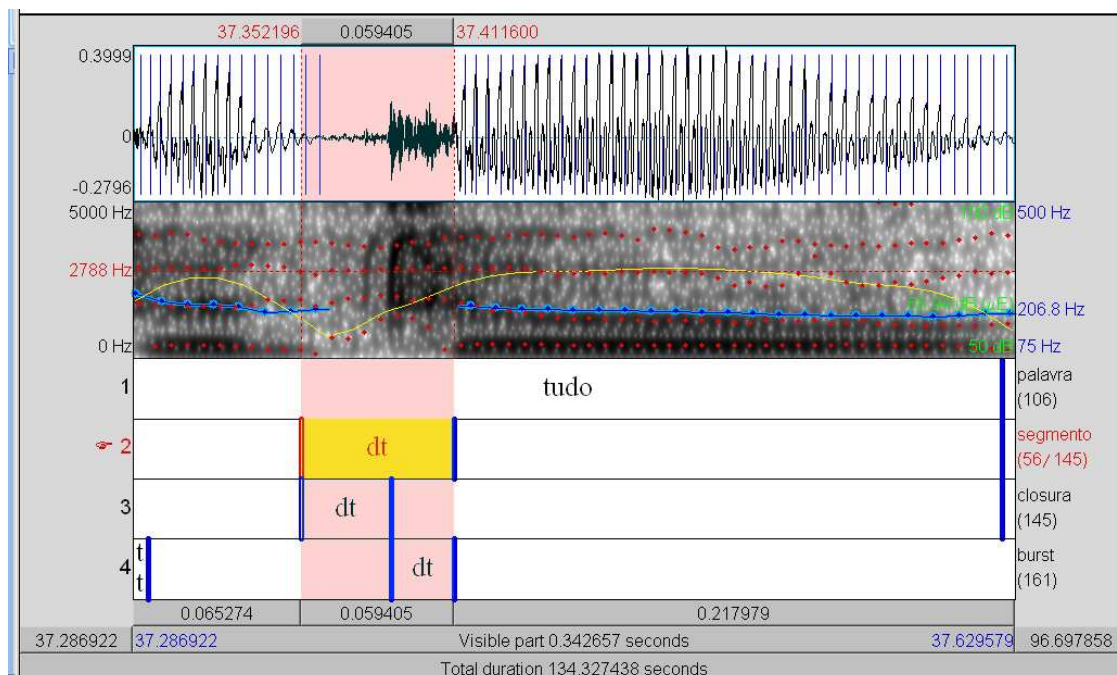 37.352196 0.059405 37.411600
0.3999
0
-0.2796
5000 Hz 500 Hz
2788 Hz
206.8 Hz
0 Hz 50 dB 75 Hz
1 tudo palavra
(106)
2 dt segmento
(56/145)
3 dt closura
(145)
t
4 t dt burst
(161)
0.065274 0.059405 0.217979
37.286922 37.286922 Visible part 0.342657 seconds 37.629579 96.697858
Total duration 134.327438 seconds